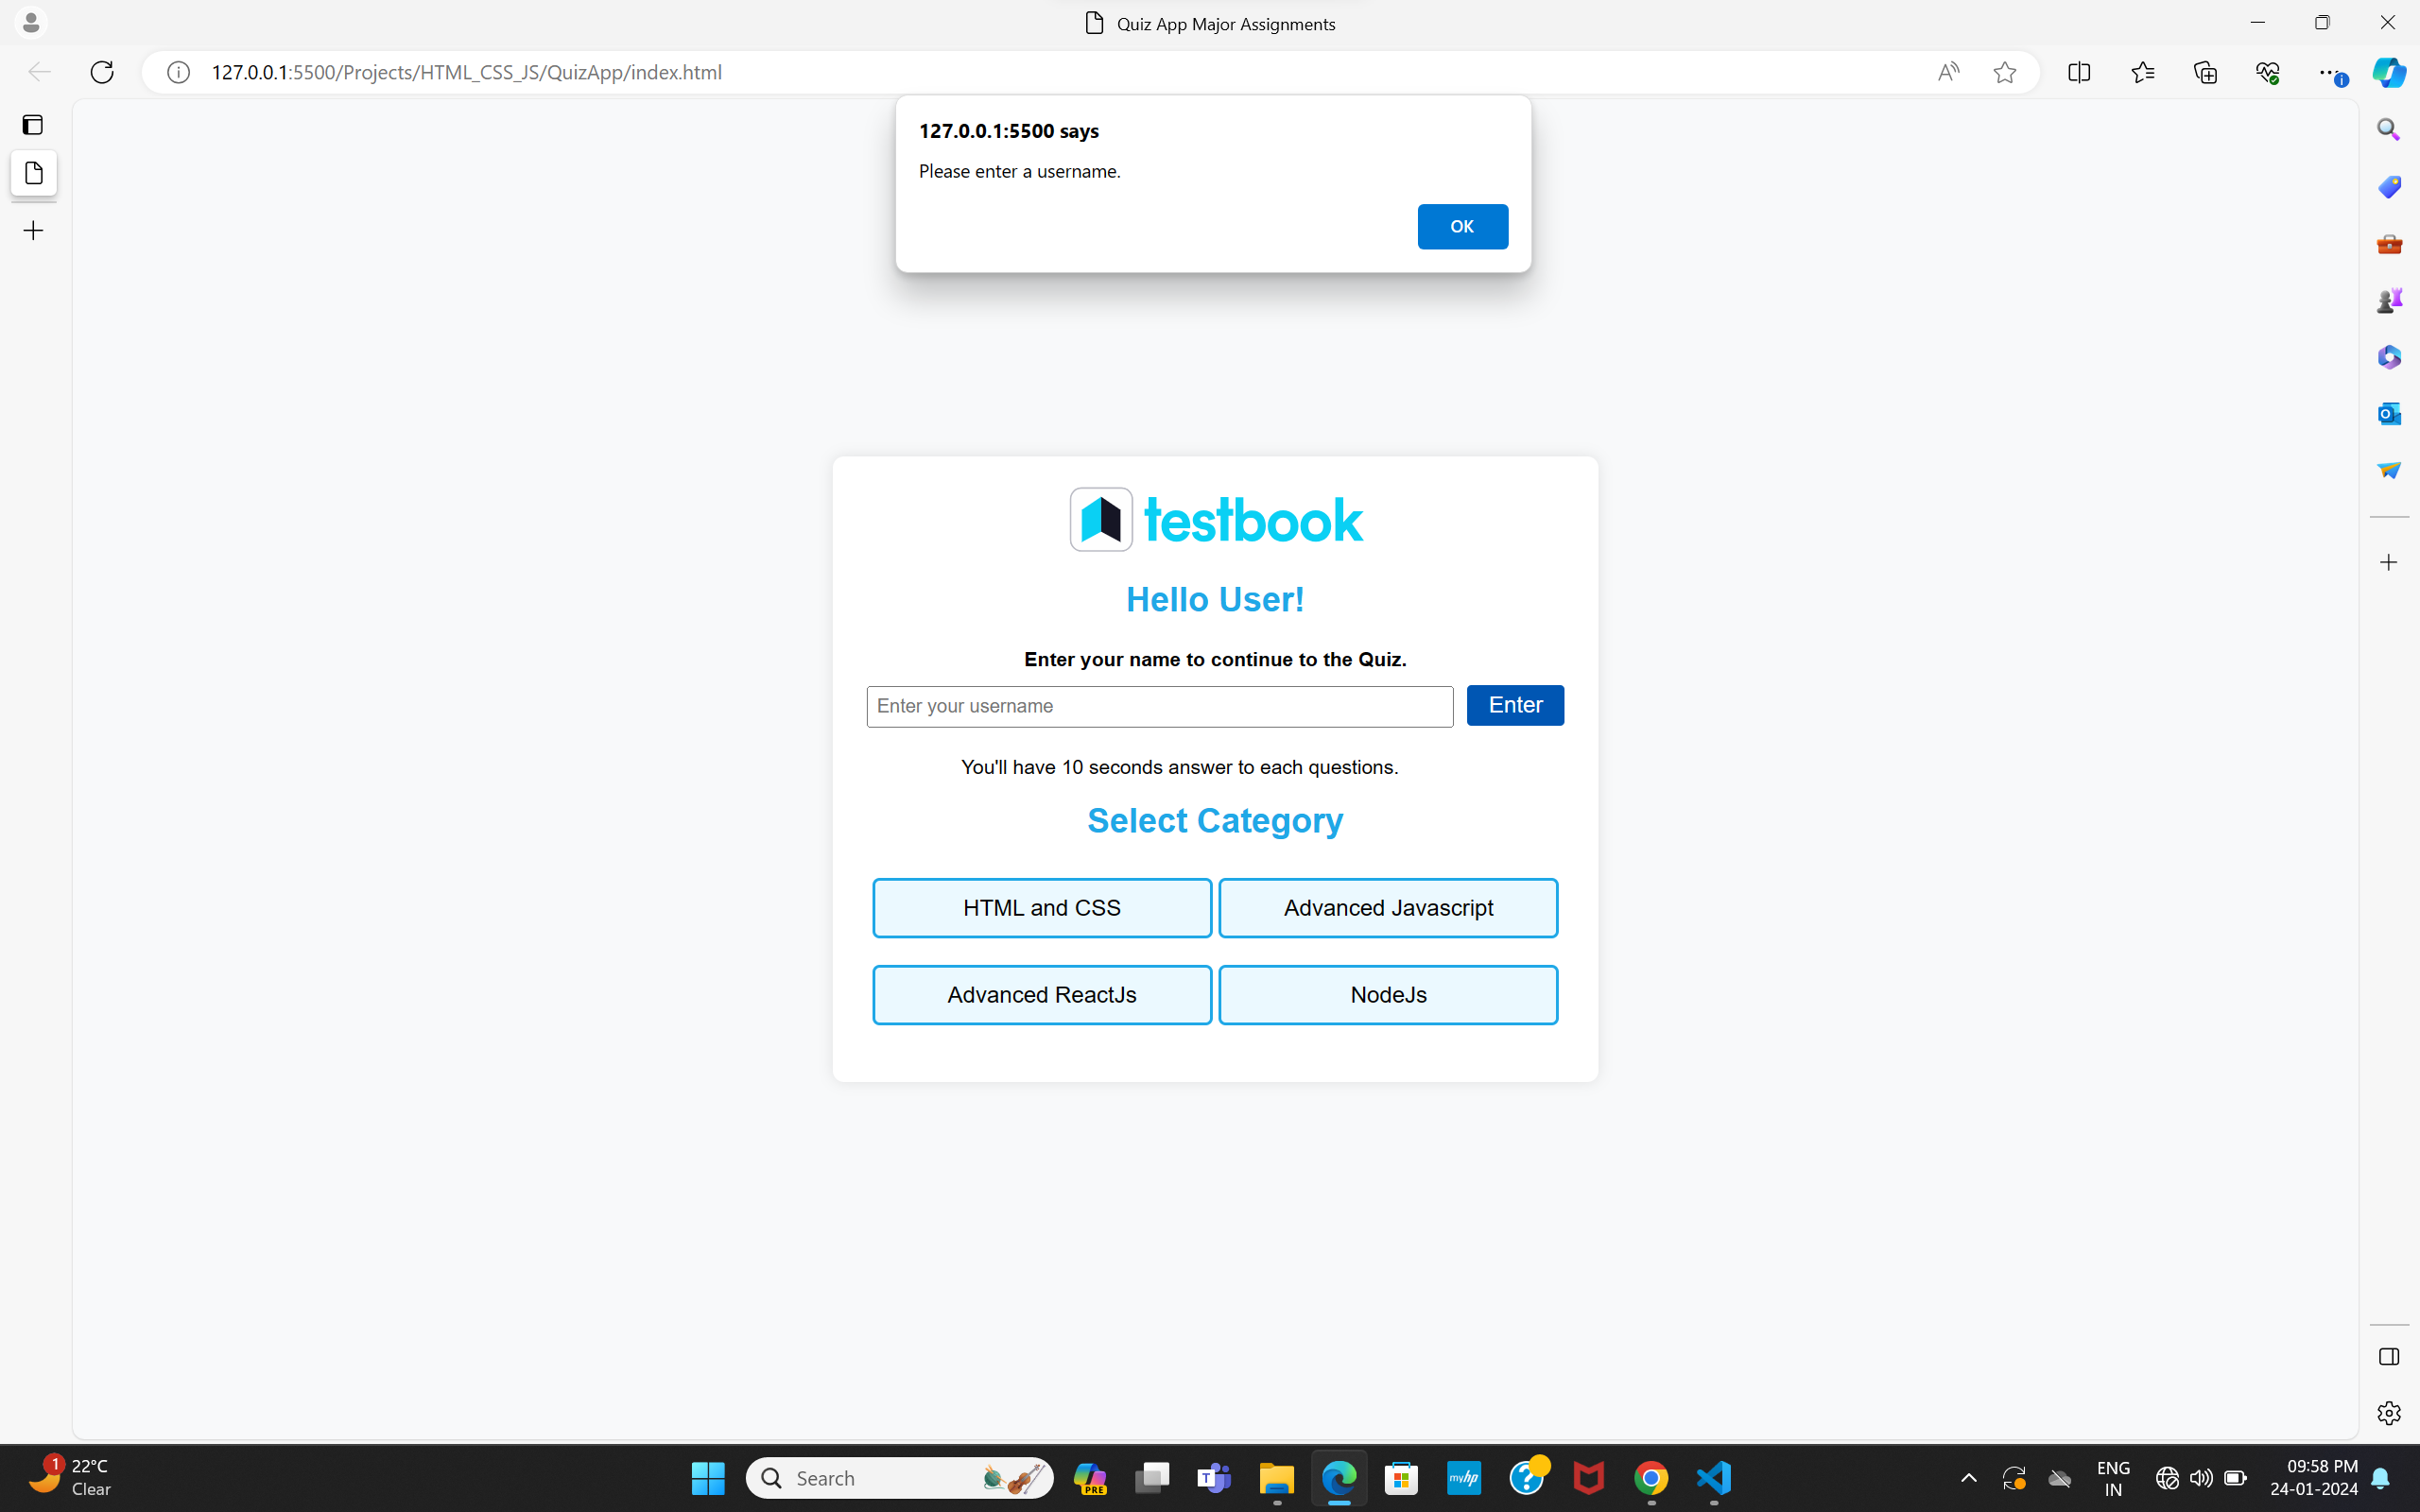 Quiz App Major Assignments
127.0.0.1:5500/Projects/HTML_CSS_JS/QuizApp/index.html
127.0.0.1:5500 says
Please enter a username.
OK
testbook
Hello User!
Enter your name to continue to the Quiz.
Enter your username
Enter
You'll have 10 seconds answer to each questions.
Select Category
HTML and CSS
Advanced Javascript
Advanced ReactJs
NodeJs
1
22°C
Clear
Search
PRE
T
myhp
ENG
IN
09:58 PM
24-01-2024